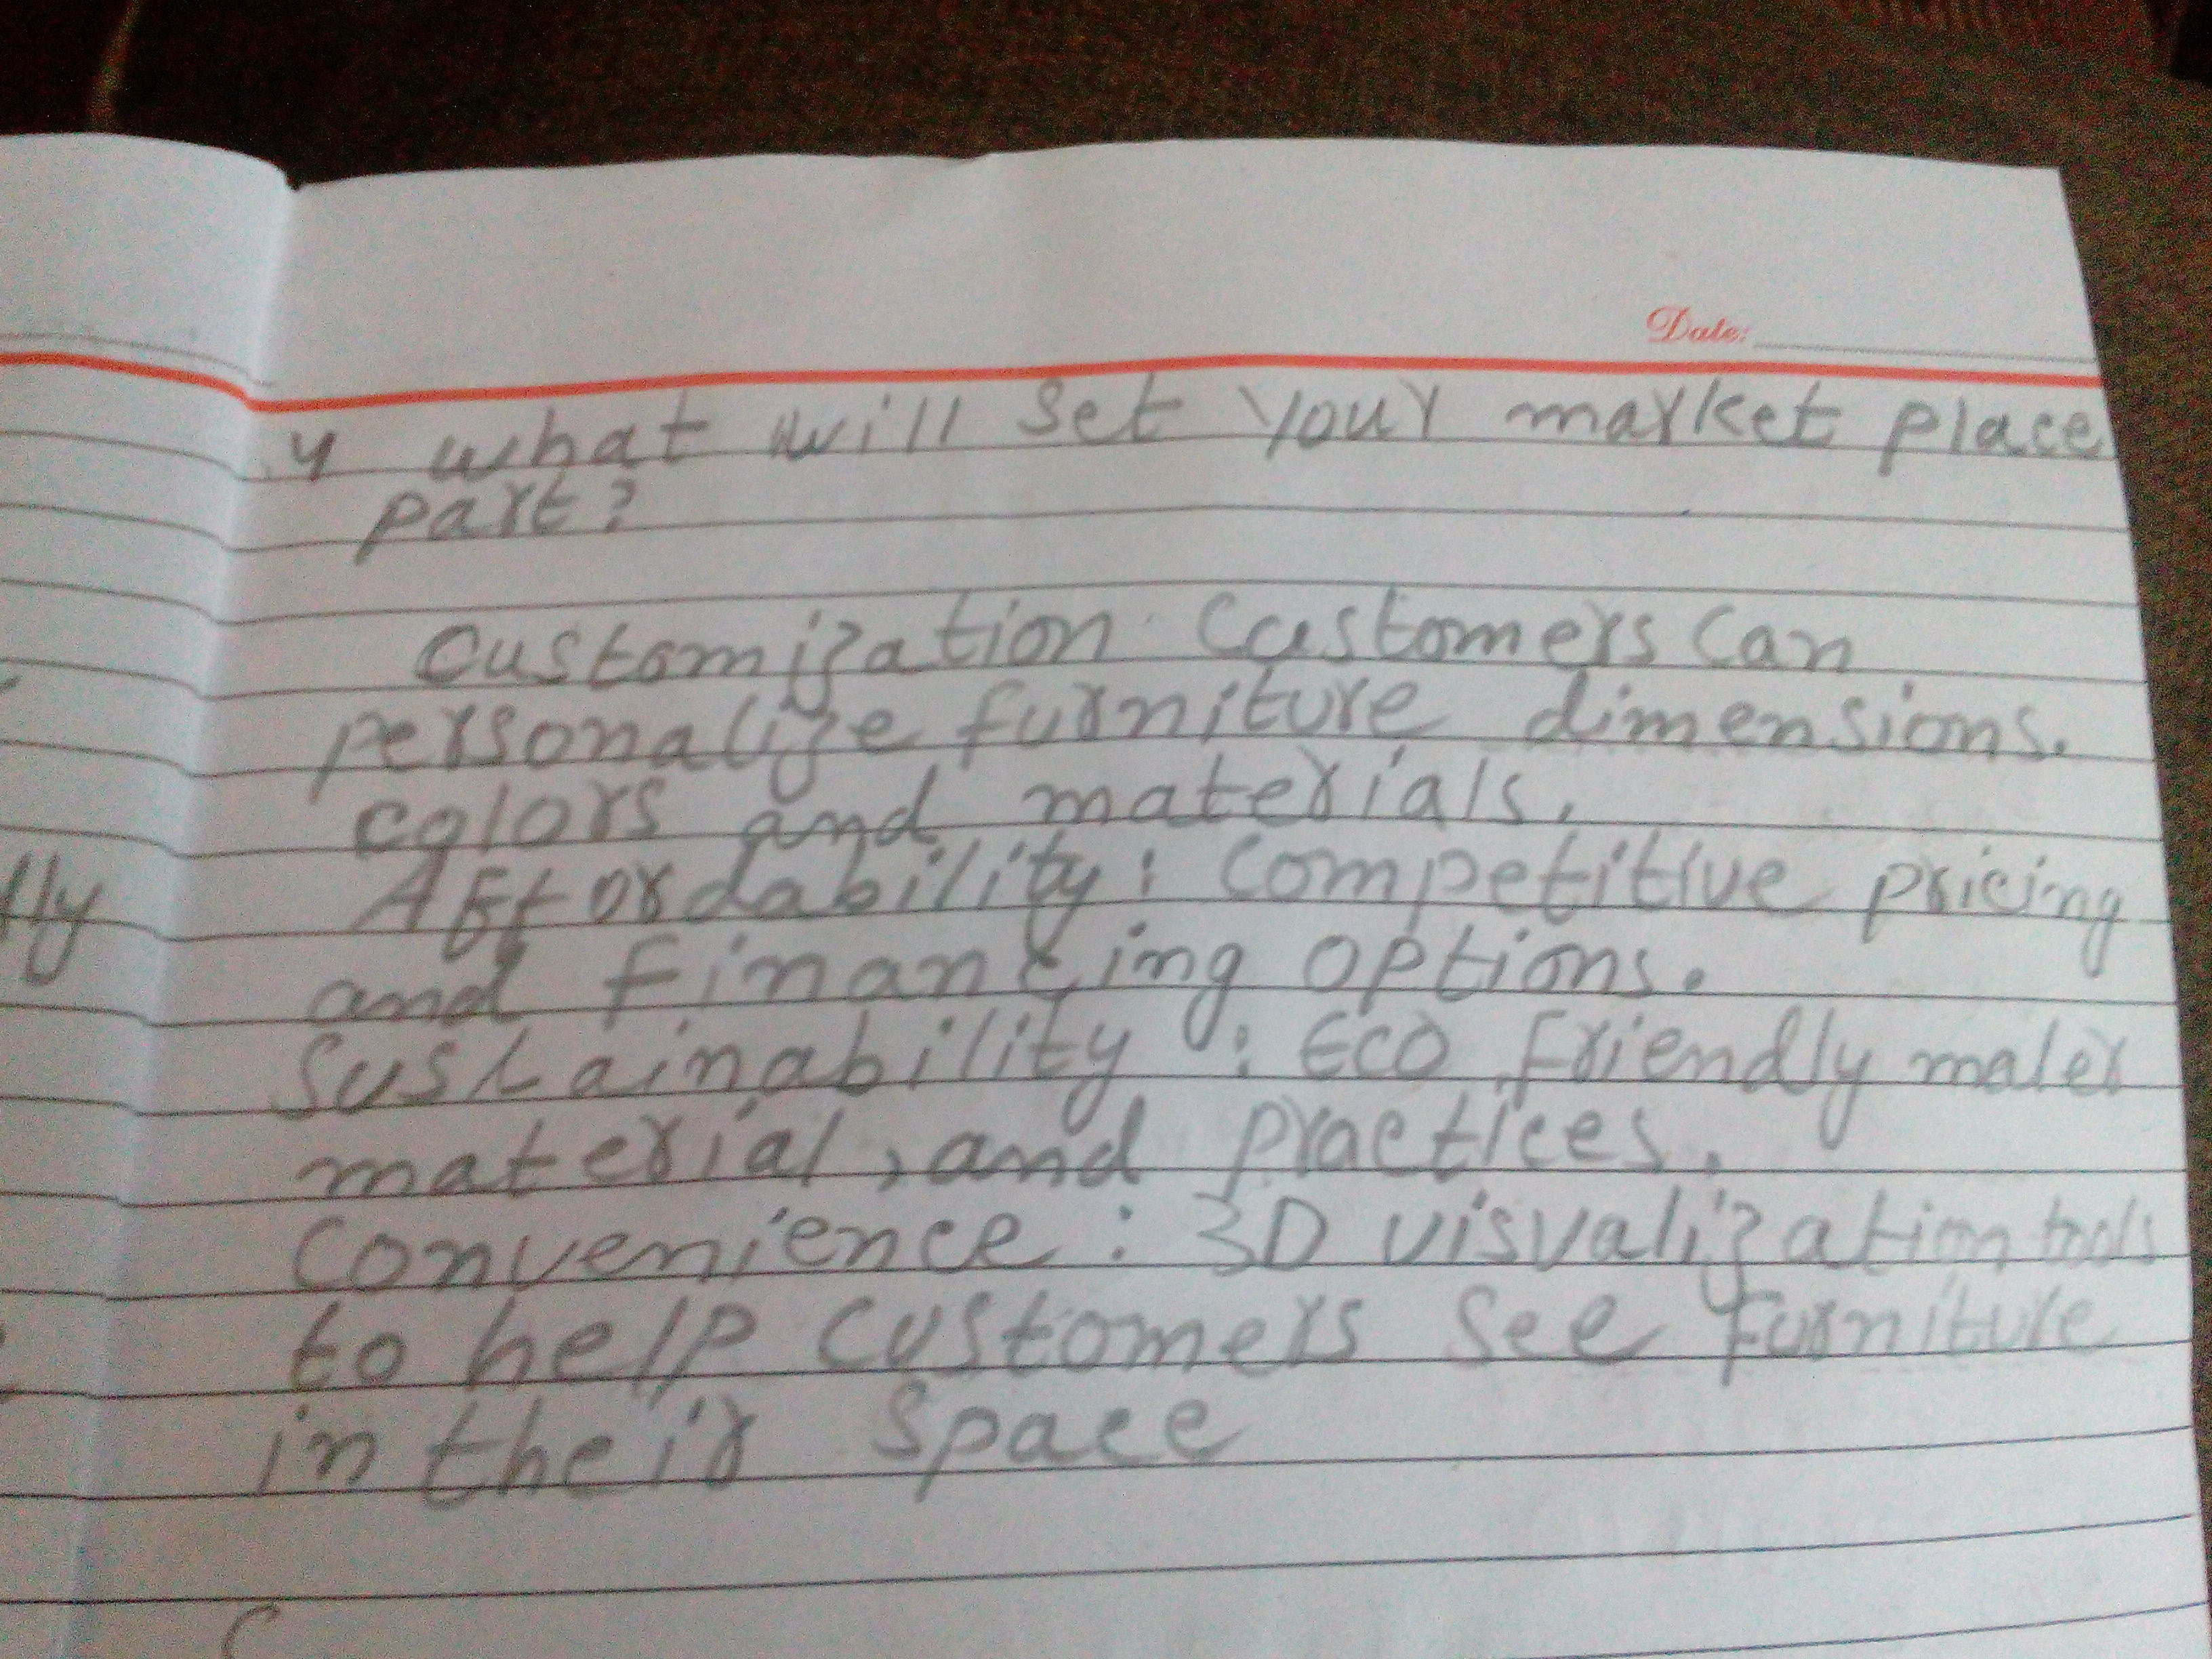 Date:
4 what will set your market place
part?
Customization Customers can
personalize furniture dimensions.
colors and materials.
Affordability: Competitive pricing
and financing options.
Sustainability: Eco friendly mater
material, and practices.
Convenience: 3D visualization tools
to help customers see furniture
in their space
lly